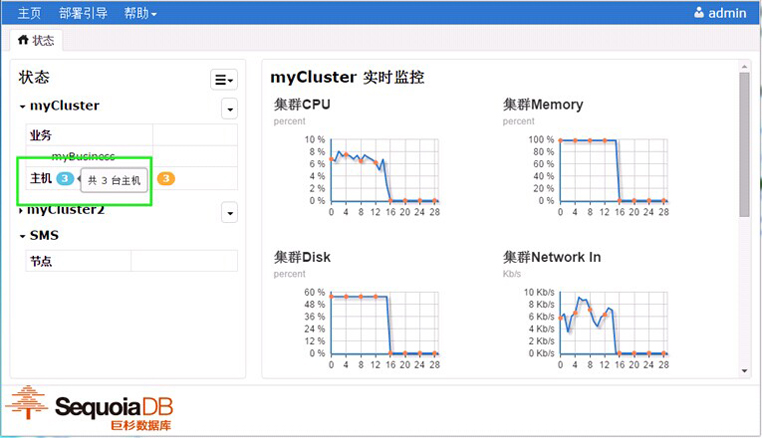 主页 部署引导 帮助 admin
状态
状态
myCluster
业务
myBusiness
主机 3 共 3 台主机 3
myCluster2
SMS
节点
myCluster 实时监控
集群CPU
percent
10 %
8 %
6 %
4 %
2 %
0 %
0 4 8 12 16 20 24 28
集群Memory
percent
100 %
80 %
60 %
40 %
20 %
0 %
0 4 8 12 16 20 24 28
集群Disk
percent
60 %
48 %
36 %
24 %
12 %
0 %
0 4 8 12 16 20 24 28
集群Network In
Kb/s
10 Kb/s
8 Kb/s
6 Kb/s
4 Kb/s
2 Kb/s
0 Kb/s
0 4 8 12 16 20 24 28
SequoiaDB
巨杉数据库